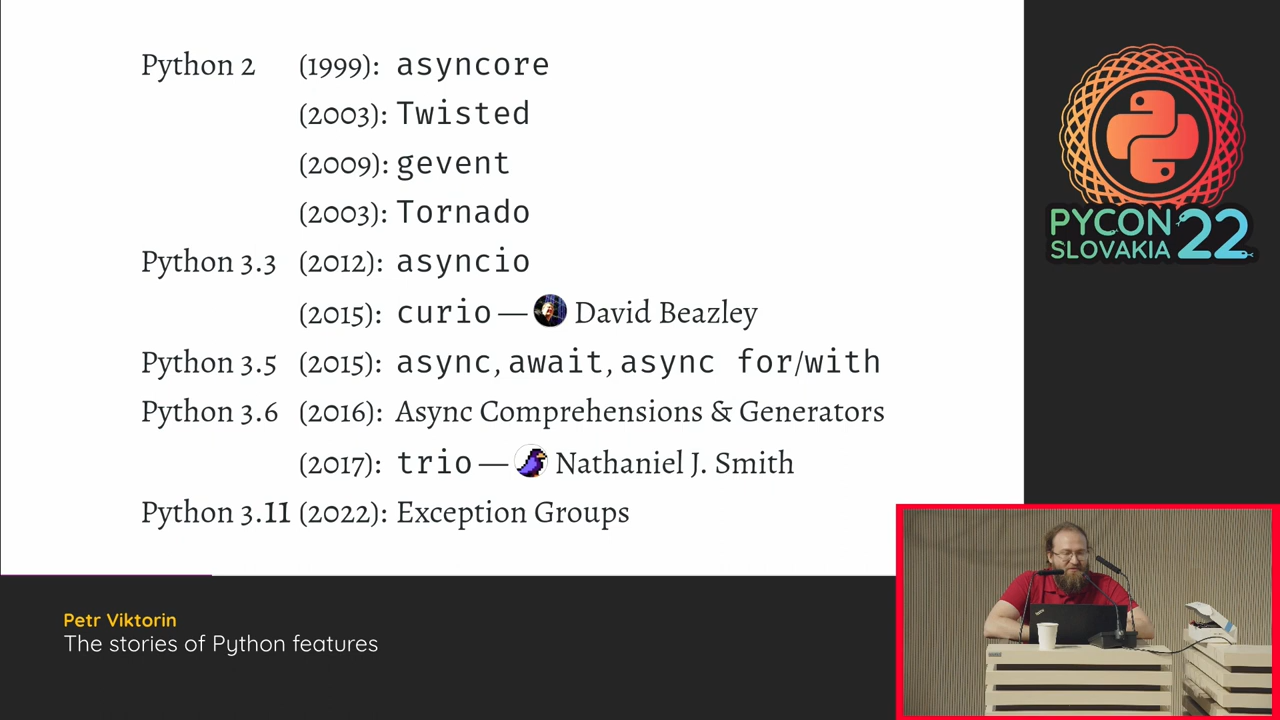 Python 2 (1999): asyncore
(2003): Twisted
(2009): gevent
(2003): Tornado
Python 3.3 (2012): asyncio
(2015): curio — David Beazley
Python 3.5 (2015): async, await, async for/with
Python 3.6 (2016): Async Comprehensions & Generators
(2017): trio — Nathaniel J. Smith
Python 3.11 (2022): Exception Groups
PYCON 22
SLOVAKIA
Petr Viktorin
The stories of Python features